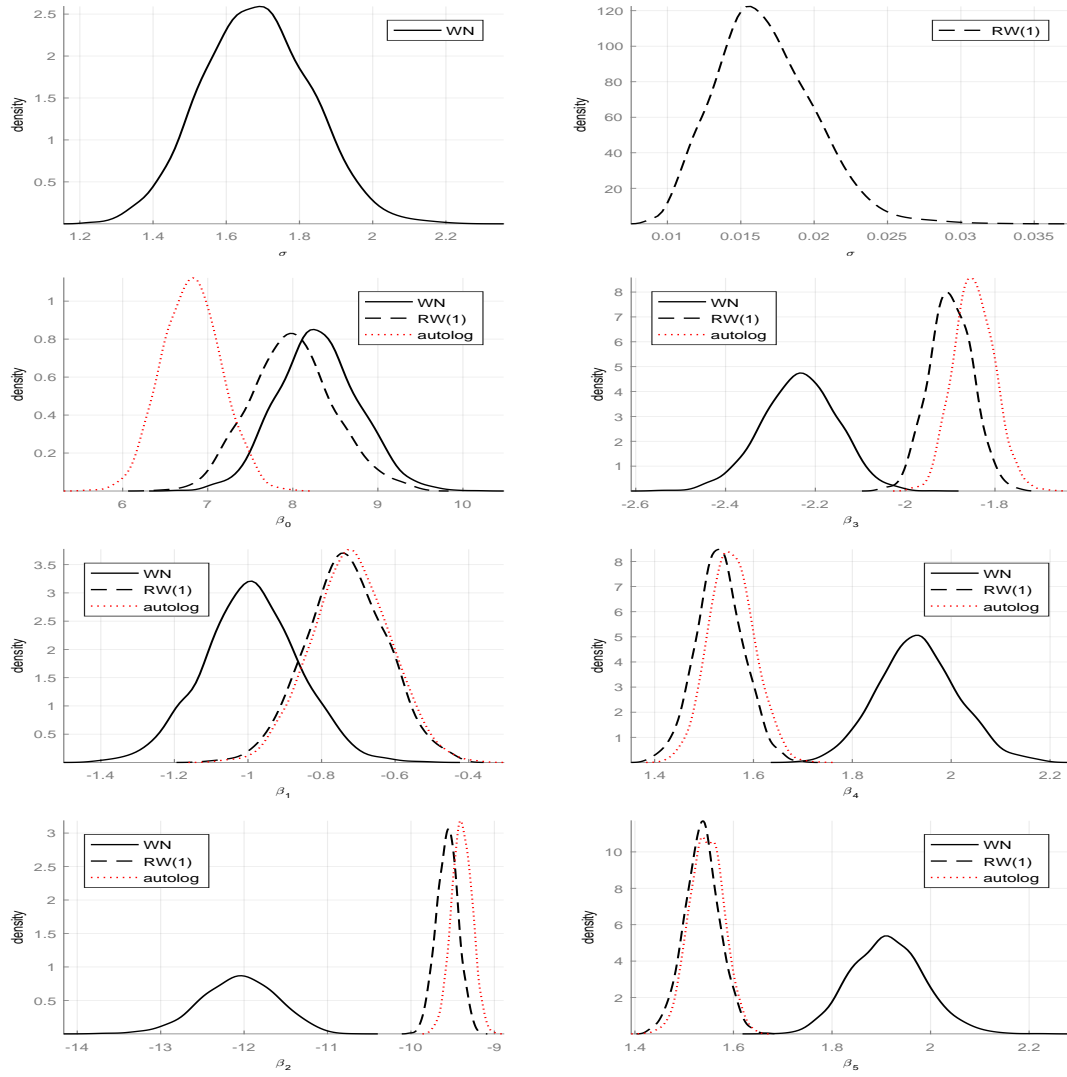 WN
density
0.5
1
1.5
2
2.5
1.2
1.4
1.6
1.8
2
2.2
σ
RW(1)
density
20
40
60
80
100
120
0.01
0.015
0.02
0.025
0.03
0.035
σ
WN
RW(1)
autolog
density
0.2
0.4
0.6
0.8
1
6
7
8
9
10
β0
WN
RW(1)
autolog
density
1
2
3
4
5
6
7
8
-2.6
-2.4
-2.2
-2
-1.8
β3
WN
RW(1)
autolog
density
0.5
1
1.5
2
2.5
3
3.5
-1.4
-1.2
-1
-0.8
-0.6
-0.4
β1
WN
RW(1)
autolog
density
1
2
3
4
5
6
7
8
1.4
1.6
1.8
2
2.2
β4
WN
RW(1)
autolog
density
0.5
1
1.5
2
2.5
3
-14
-13
-12
-11
-10
-9
β2
WN
RW(1)
autolog
density
2
4
6
8
10
1.4
1.6
1.8
2
2.2
β5